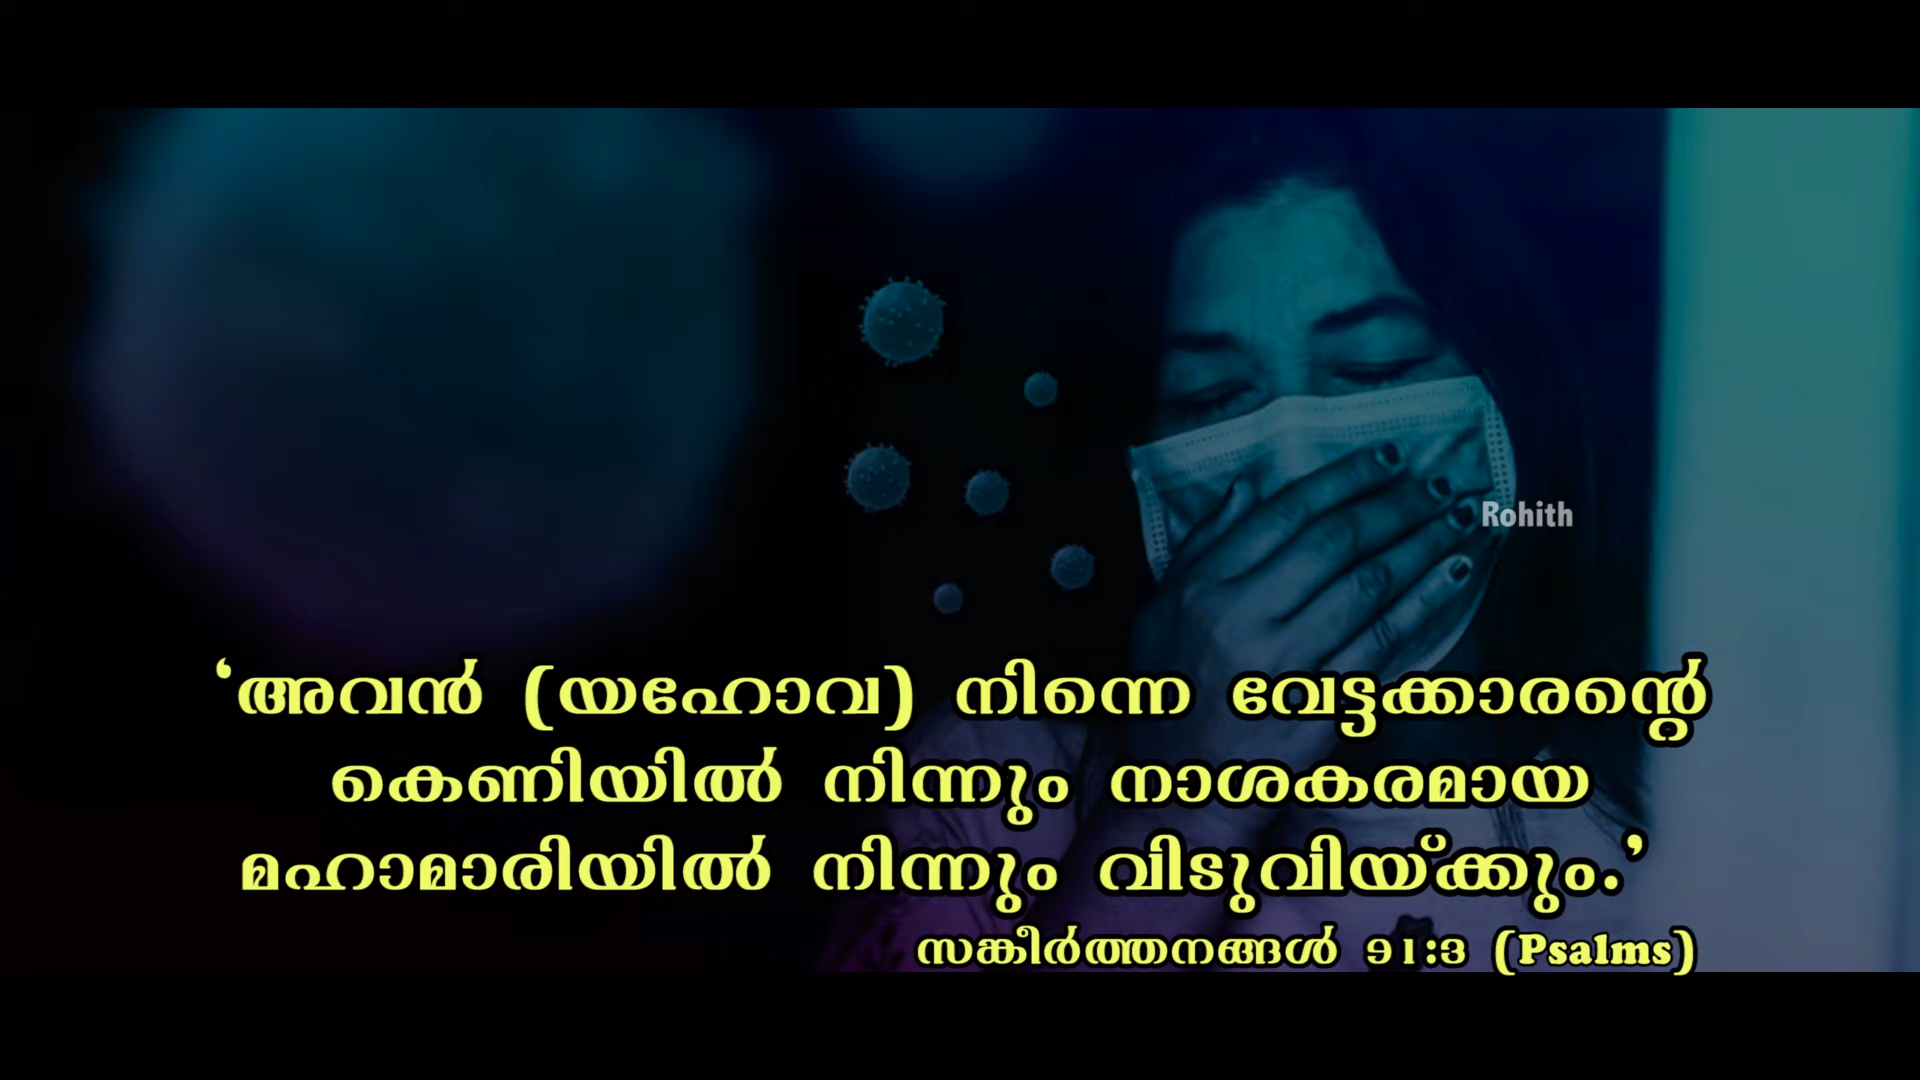 Rohith
‘അവൻ (യഹോവ) നിന്നെ വേട്ടക്കാരന്റെ
കെണിയിൽ നിന്നും നാശകരമായ
മഹാമാരിയിൽ നിന്നും വിടുവിയ്ക്കും.’
സങ്കീർത്തനങ്ങൾ 91:3 (Psalms)